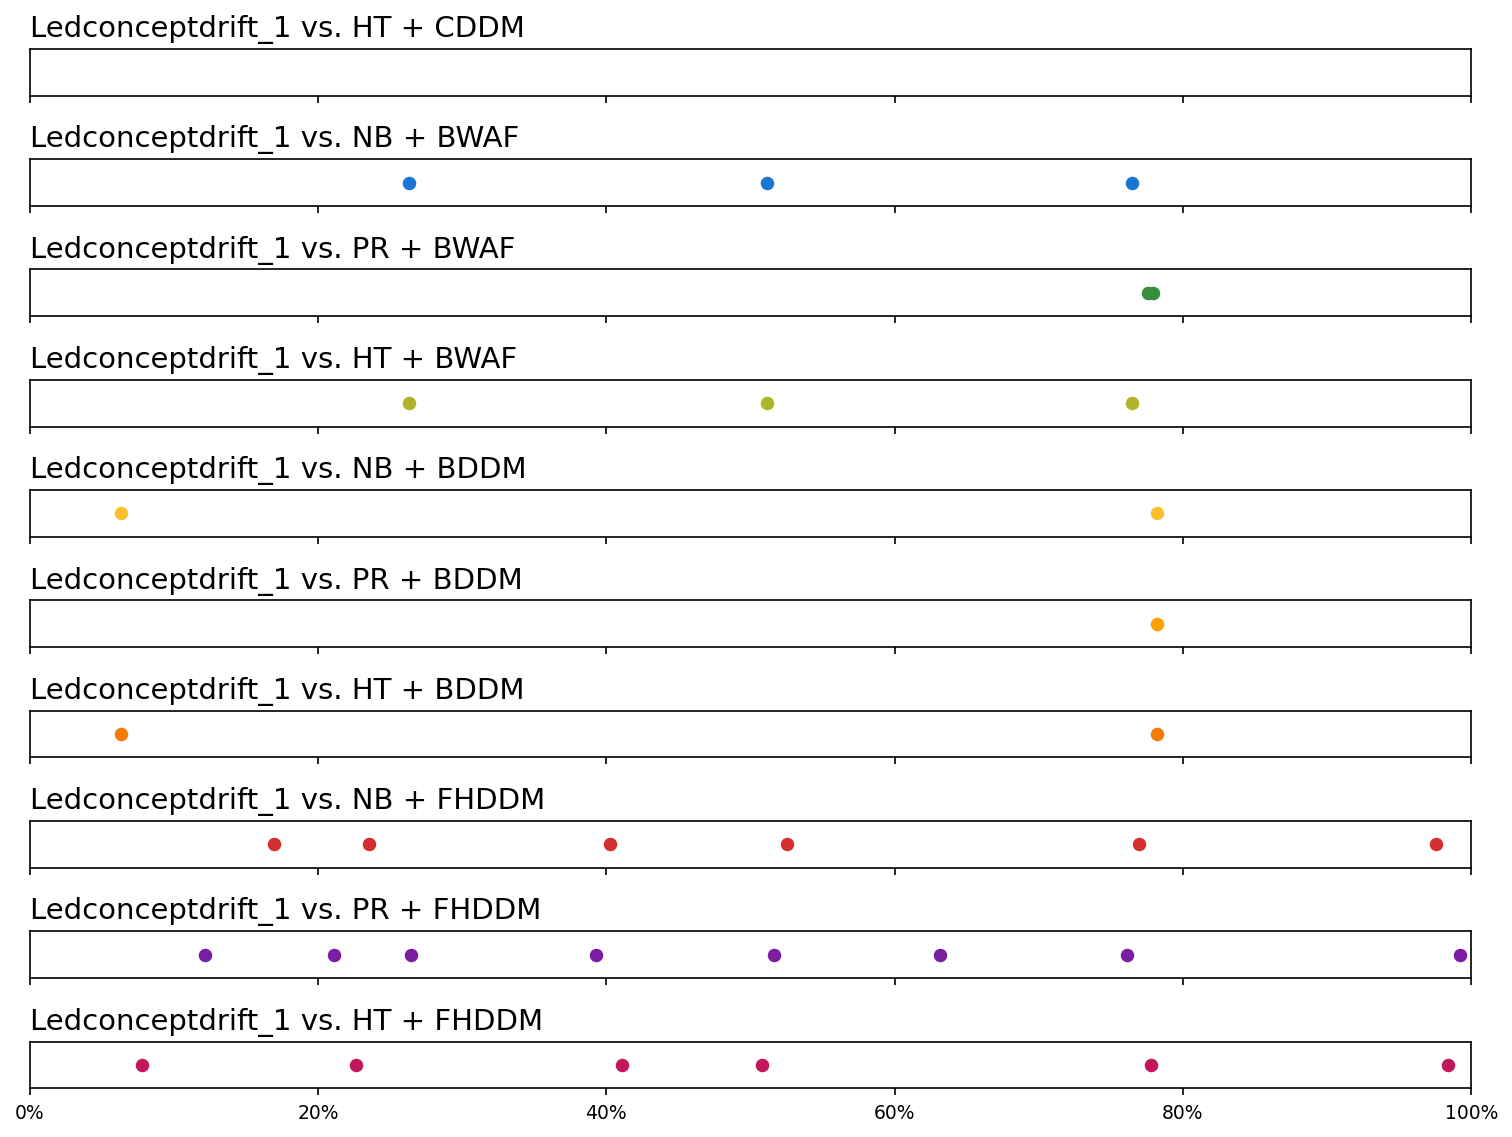 Ledconceptdrift_1 vs. HT + CDDM
Ledconceptdrift_1 vs. NB + BWAF
Ledconceptdrift_1 vs. PR + BWAF
Ledconceptdrift_1 vs. HT + BWAF
Ledconceptdrift_1 vs. NB + BDDM
Ledconceptdrift_1 vs. PR + BDDM
Ledconceptdrift_1 vs. HT + BDDM
Ledconceptdrift_1 vs. NB + FHDDM
Ledconceptdrift_1 vs. PR + FHDDM
Ledconceptdrift_1 vs. HT + FHDDM
0% 20% 40% 60% 80% 100%